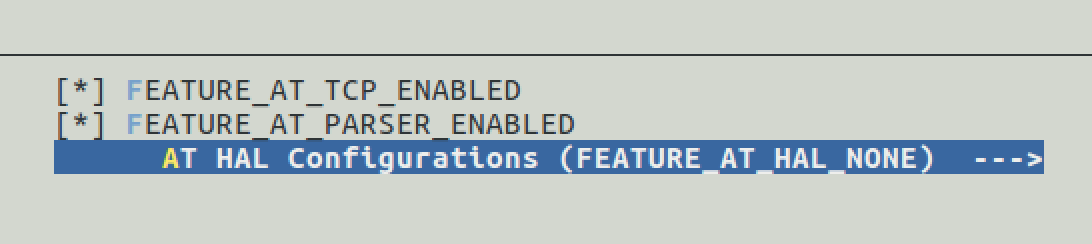 [*] FEATURE_AT_TCP_ENABLED
[*] FEATURE_AT_PARSER_ENABLED
AT HAL Configurations (FEATURE_AT_HAL_NONE) --->